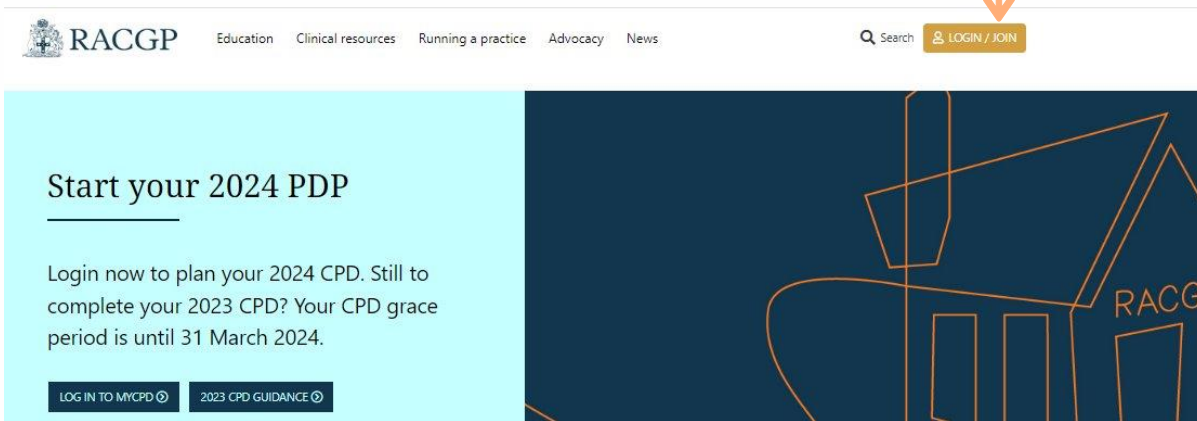 RACGP
Education Clinical resources Running a practice Advocacy News
Search LOGIN / JOIN
Start your 2024 PDP
Login now to plan your 2024 CPD. Still to
complete your 2023 CPD? Your CPD grace
period is until 31 March 2024.
LOG IN TO MYCPD 2023 CPD GUIDANCE
RACG